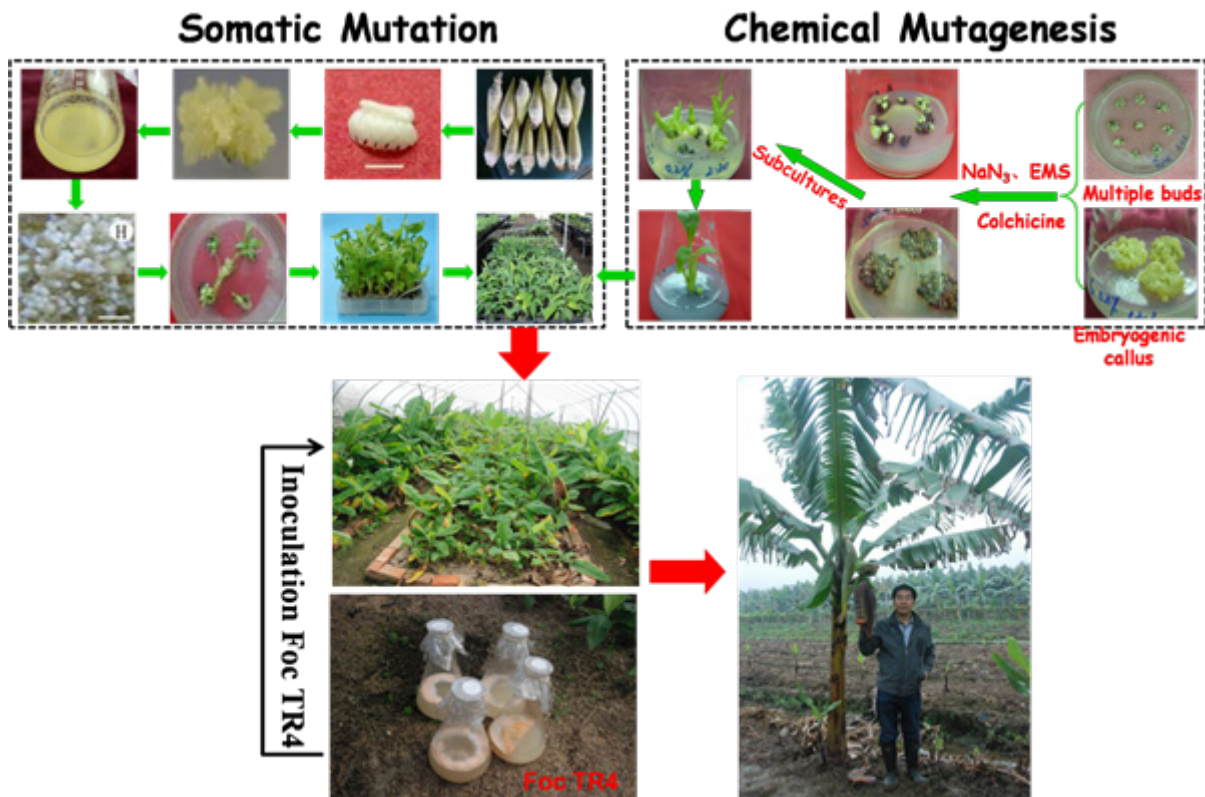 Somatic Mutation
Chemical Mutagenesis
H
Subcultures
NaN₃、EMS
Colchicine
Multiple buds
Embryogenic
callus
Inoculation Foc TR4
Foc TR4